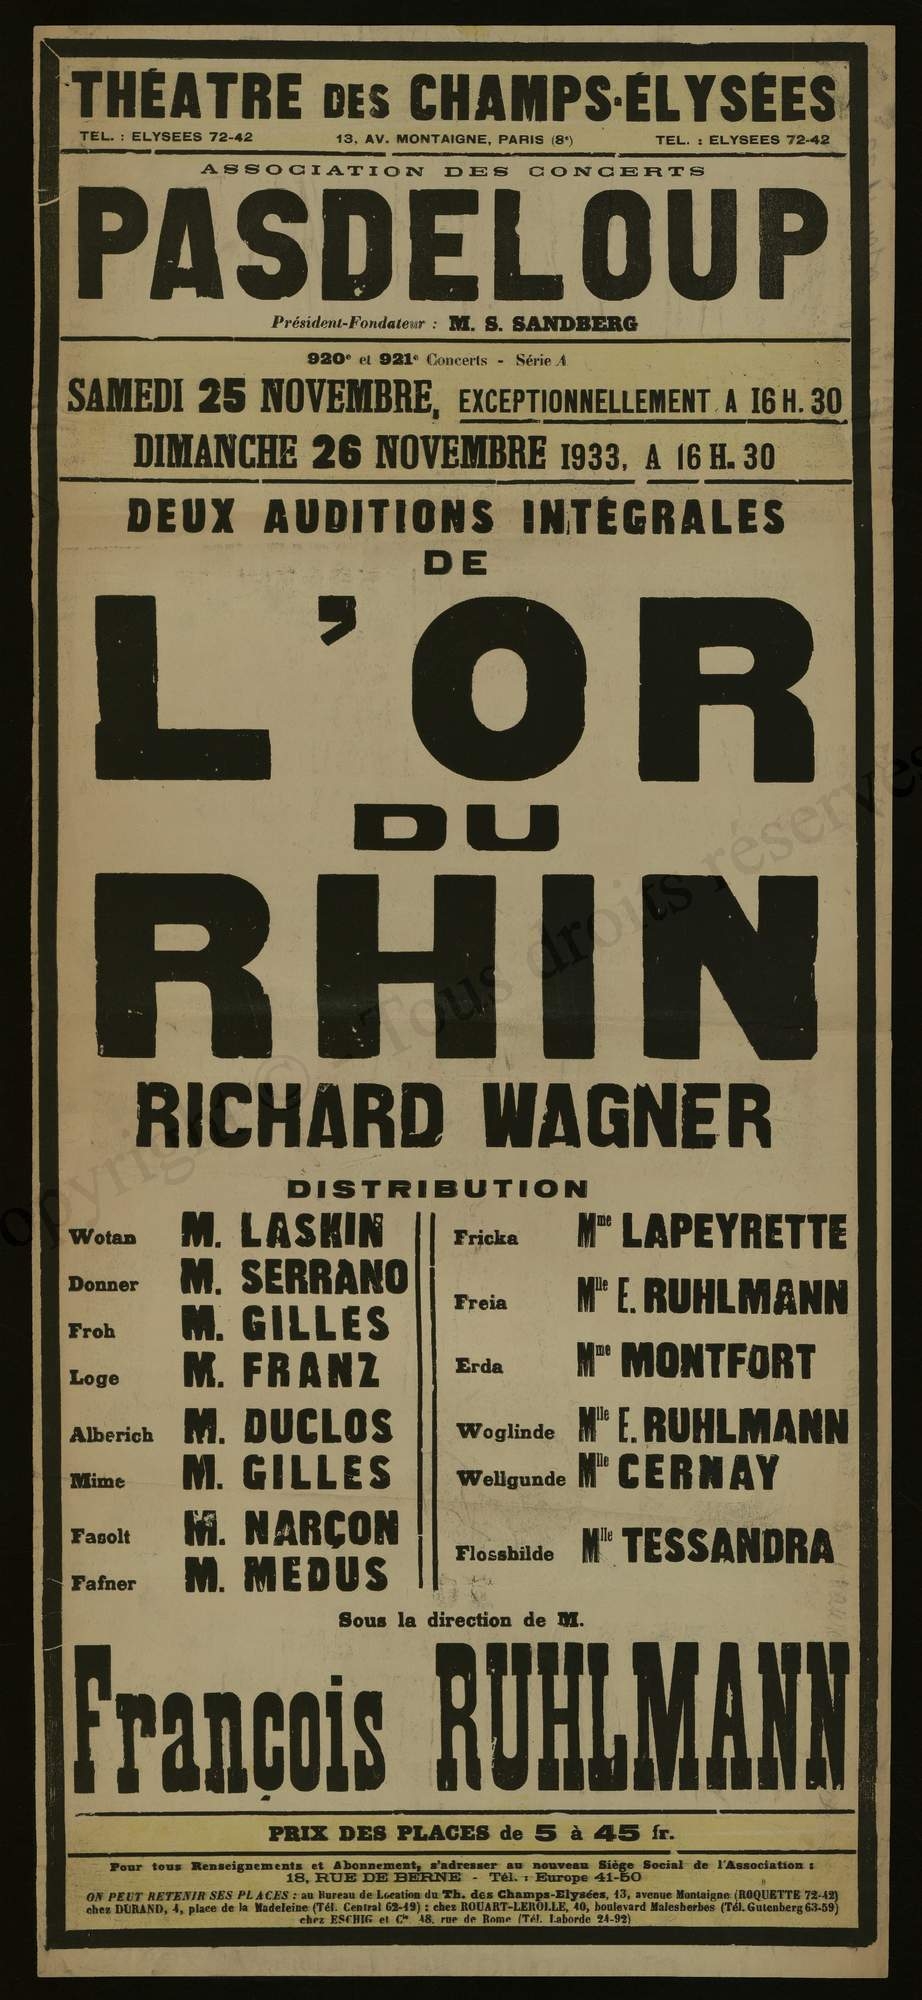 THÉATRE DES CHAMPS-ÉLYSÉES
TEL. : ELYSEES 72-42 13, AV. MONTAIGNE, PARIS (8e) TEL. : ELYSEES 72-42
ASSOCIATION DES CONCERTS
PASDELOUP
Président-Fondateur : M. S. SANDBERG
920e et 921e Concerts - Série A
SAMEDI 25 NOVEMBRE, EXCEPTIONNELLEMENT A 16 H. 30
DIMANCHE 26 NOVEMBRE 1933, A 16 H. 30
DEUX AUDITIONS INTÉGRALES
DE
L'OR
DU
RHIN
RICHARD WAGNER
DISTRIBUTION
Wotan M. LASKIN
Donner M. SERRANO
Froh M. GILLES
Loge M. FRANZ
Alberich M. DUCLOS
Mime M. GILLES
Fasolt M. NARÇON
Fafner M. MEDUS
Fricka Mme LAPEYRETTE
Freia Mlle E. RUHLMANN
Erda Mme MONTFORT
Woglinde Mlle E. RUHLMANN
Wellgunde Mlle CERNAY
Flosshilde Mlle TESSANDRA
Sous la direction de M.
François RUHLMANN
PRIX DES PLACES de 5 à 45 fr.
Pour tous Renseignements et Abonnement, s'adresser au nouveau Siège Social de l'Association :
18, RUE DE BERNE - Tél. : Europe 41-50
ON PEUT RETENIR SES PLACES : au Bureau de Location du Th. des Champs-Elysées, 13, avenue Montaigne (ROQUETTE 72-42)
chez DURAND, 4, place de la Madeleine (Tél. Central 62-19) : chez ROUART-LEROLLE, 40, boulevard Malesherbes (Tél. Gutenberg 63-59)
chez ESCHIG et Cie 48, rue de Rome (Tél. Laborde 24-92)
opyright © - Tous droits réservés